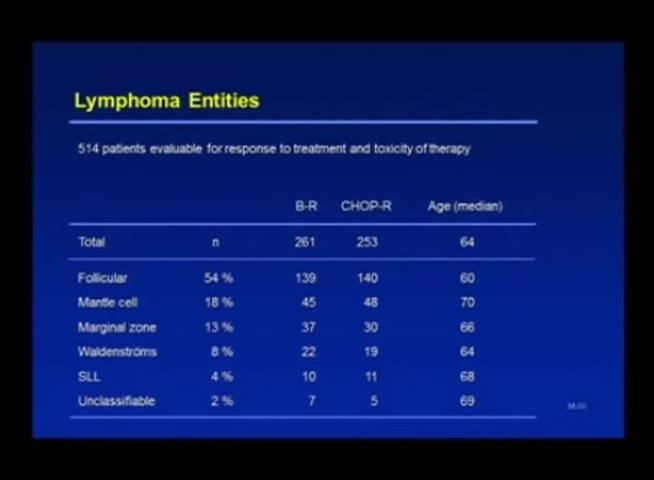 Lymphoma Entities
514 patients evaluable for response to treatment and toxicity of therapy
B-R CHOP-R Age (median)
Total n 261 253 64
Follicular 54 % 139 140 60
Mantle cell 18 % 45 48 70
Marginal zone 13 % 37 30 66
Waldenströms 8 % 22 19 64
SLL 4 % 10 11 68
Unclassifiable 2 % 7 5 69